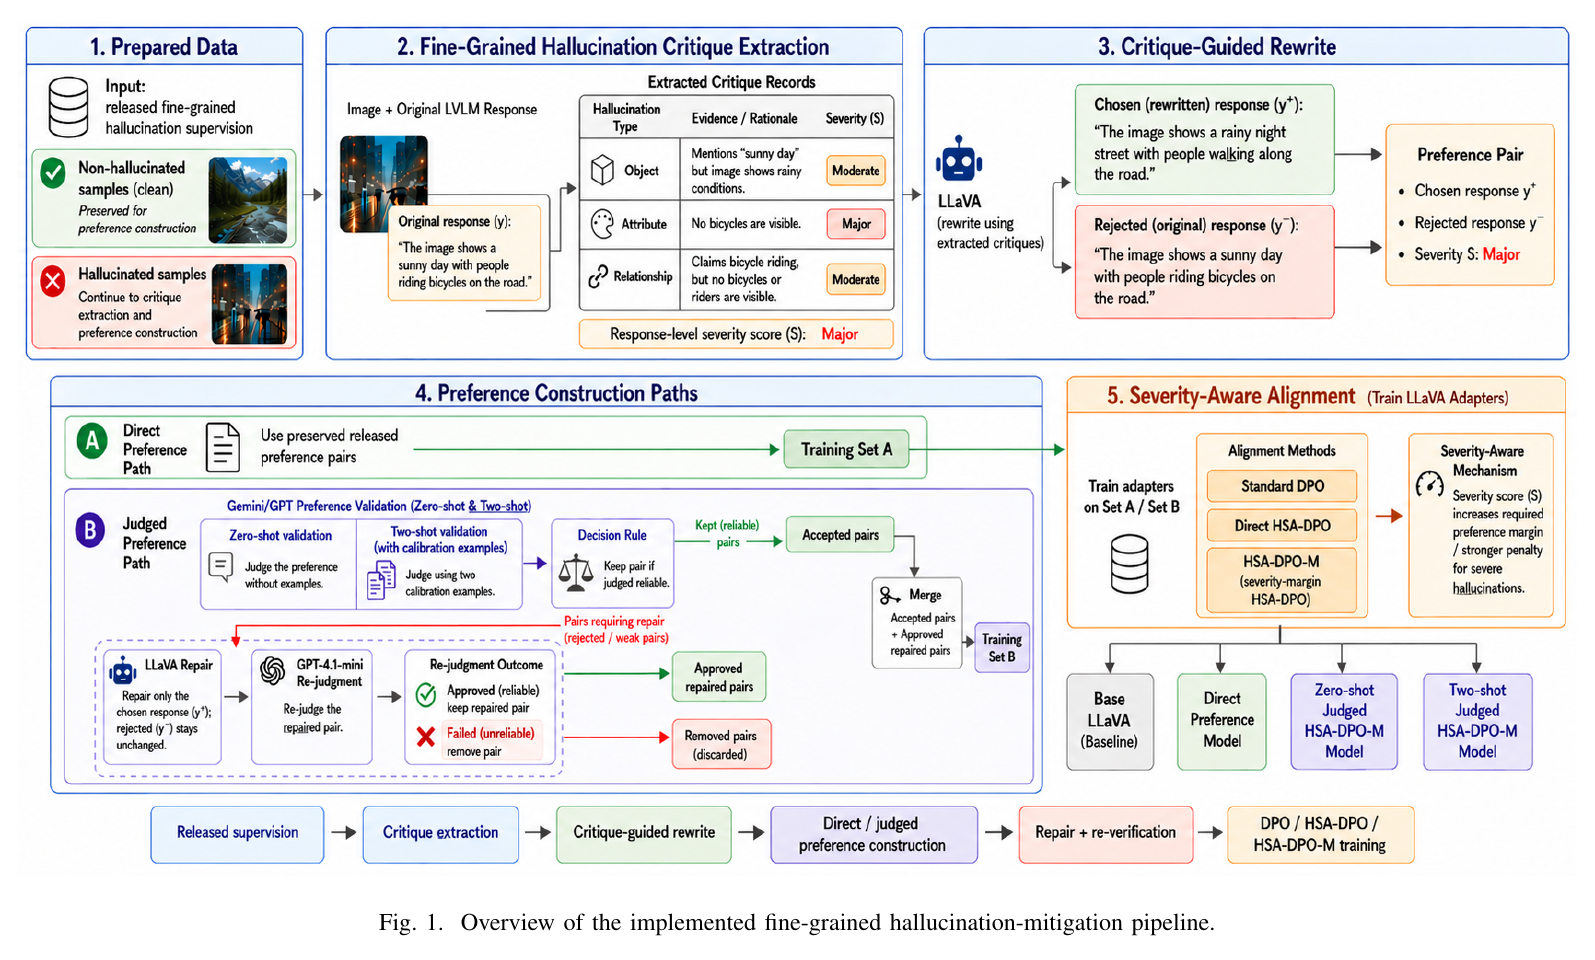 1. Prepared Data
Input:
released fine-grained
hallucination supervision
Non-hallucinated
samples (clean)
Preserved for
preference construction
Hallucinated samples
Continue to critique
extraction and
preference construction
2. Fine-Grained Hallucination Critique Extraction
Image + Original LVLM Response
Original response (y):
“The image shows a
sunny day with people
riding bicycles on the road.”
Extracted Critique Records
Hallucination
Type
Evidence / Rationale
Severity (S)
Object
Mentions “sunny day”
but image shows rainy
conditions.
Moderate
Attribute
No bicycles are visible.
Major
Relationship
Claims bicycle riding,
but no bicycles or
riders are visible.
Moderate
Response-level severity score (S): Major
3. Critique-Guided Rewrite
LLaVA
(rewrite using
extracted critiques)
Chosen (rewritten) response (y⁺):
“The image shows a rainy night
street with people walking along
the road.”
Rejected (original) response (y⁻):
“The image shows a sunny day
with people riding bicycles on
the road.”
Preference Pair
• Chosen response y⁺
• Rejected response y⁻
• Severity S: Major
4. Preference Construction Paths
A
Direct
Preference
Path
Use preserved released
preference pairs
Training Set A
B
Judged
Preference
Path
Gemini/GPT Preference Validation (Zero-shot & Two-shot)
Zero-shot validation
Judge the preference
without examples.
Two-shot validation
(with calibration examples)
Judge using two
calibration examples.
Decision Rule
Keep pair if
judged reliable.
Kept (reliable)
pairs
Accepted pairs
Merge
Accepted pairs
+ Approved
repaired pairs
Training
Set B
Pairs requiring repair
(rejected / weak pairs)
LLaVA Repair
Repair only the
chosen response (y⁺);
rejected (y⁻) stays
unchanged.
GPT-4.1-mini
Re-judgment
Re-judge the
repaired pair.
Re-judgment Outcome
Approved (reliable)
keep repaired pair
Failed (unreliable)
remove pair
Approved
repaired pairs
Removed pairs
(discarded)
5. Severity-Aware Alignment (Train LLaVA Adapters)
Train adapters
on Set A / Set B
Alignment Methods
Standard DPO
Direct HSA-DPO
HSA-DPO-M
(severity-margin
HSA-DPO)
Severity-Aware
Mechanism
Severity score (S)
increases required
preference margin
/ stronger penalty
for severe
hallucinations.
Base
LLaVA
(Baseline)
Direct
Preference
Model
Zero-shot
Judged
HSA-DPO-M
Model
Two-shot
Judged
HSA-DPO-M
Model
Released supervision
Critique extraction
Critique-guided rewrite
Direct / judged
preference construction
Repair + re-verification
DPO / HSA-DPO /
HSA-DPO-M training
Fig. 1. Overview of the implemented fine-grained hallucination-mitigation pipeline.